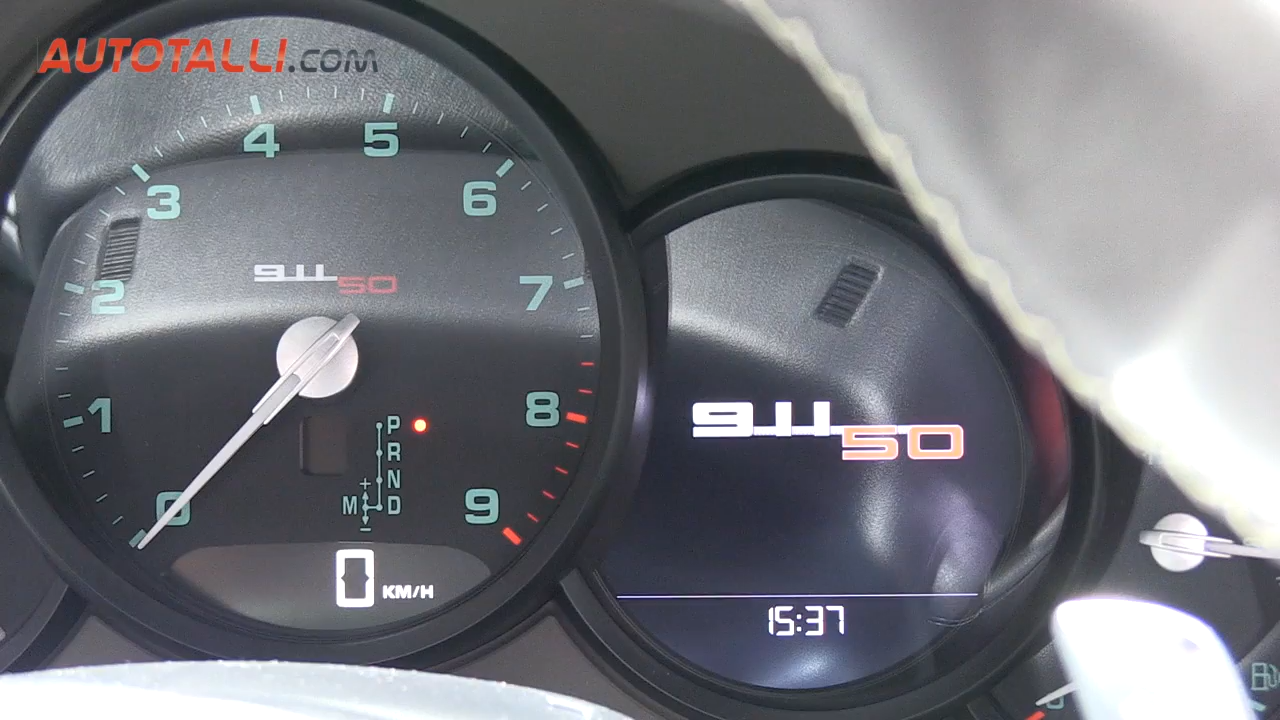 AUTOTALLI.COM
4 5
3 6
2 7
911 50
1 8
0 9
P
R
+ N
M D
−
0 KM/H
911 50
15:37